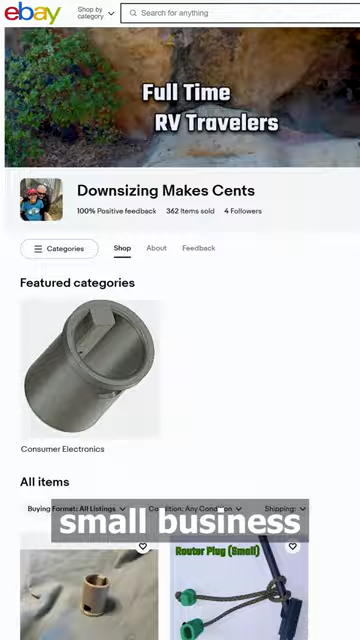 ebay
Shop by
category
Search for anything
Full Time
RV Travelers
Downsizing Makes Cents
100% Positive feedback 362 Items sold 4 Followers
Categories Shop About Feedback
Featured categories
Consumer Electronics
All items
Buying Format: All Listings Condition: Any Condition Shipping:
small business
Router Plug (Small)